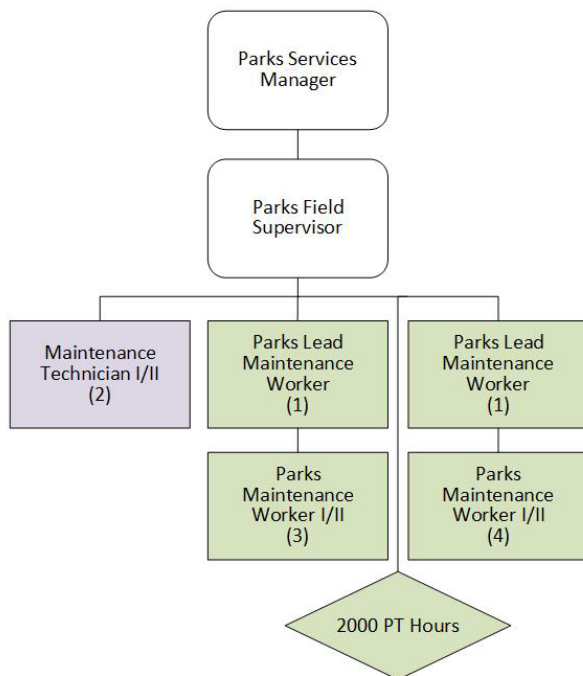 Parks Services
Manager
Parks Field
Supervisor
Maintenance
Technician I/II
(2)
Parks Lead
Maintenance
Worker
(1)
Parks Lead
Maintenance
Worker
(1)
Parks
Maintenance
Worker I/II
(3)
Parks
Maintenance
Worker I/II
(4)
2000 PT Hours